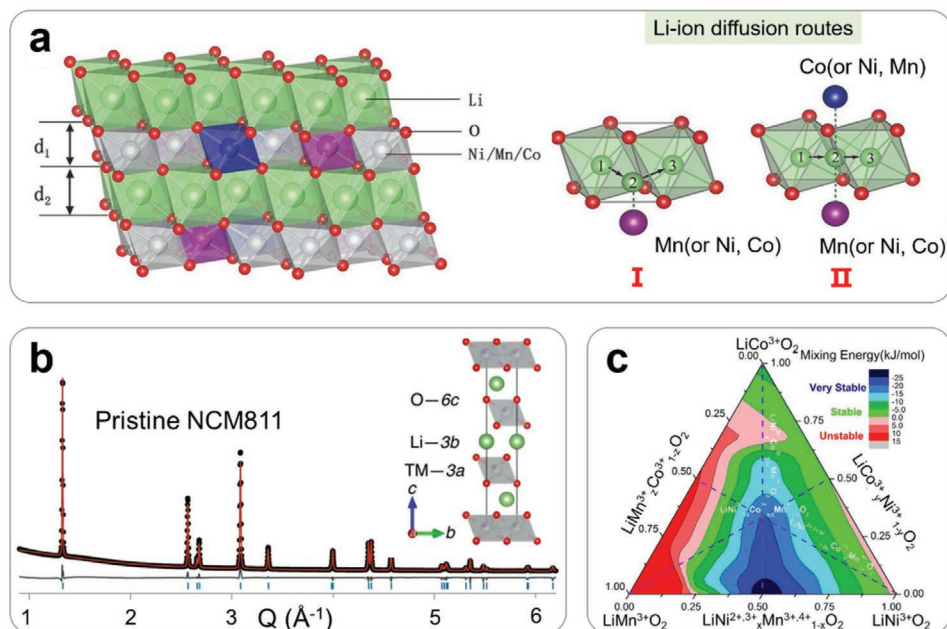 a
Li-ion diffusion routes
Li
O
Ni/Mn/Co
d₁
d₂
Co(or Ni, Mn)
1
2
3
1
2
3
Mn(or Ni, Co)
Mn(or Ni, Co)
I
II
b
Pristine NCM811
O—6c
Li—3b
TM—3a
c
a
b
1
2
3
4
5
6
Q (Å⁻¹)
c
LiCo³⁺O₂
Mixing Energy(kJ/mol)
0.00
1.00
Very Stable
Stable
Unstable
-25
-20
-15
-10
-5.0
0.0
5.0
10
15
0.25
0.75
0.50
0.50
0.75
0.25
1.00
0.00
LiMn³⁺zCo³⁺1-zO₂
LiCo³⁺yNi³⁺1-yO₂
0.00
0.25
0.50
0.75
1.00
LiMn³⁺O₂
LiNi²⁺,³⁺xMn³⁺,⁴⁺1-xO₂
LiNi³⁺O₂